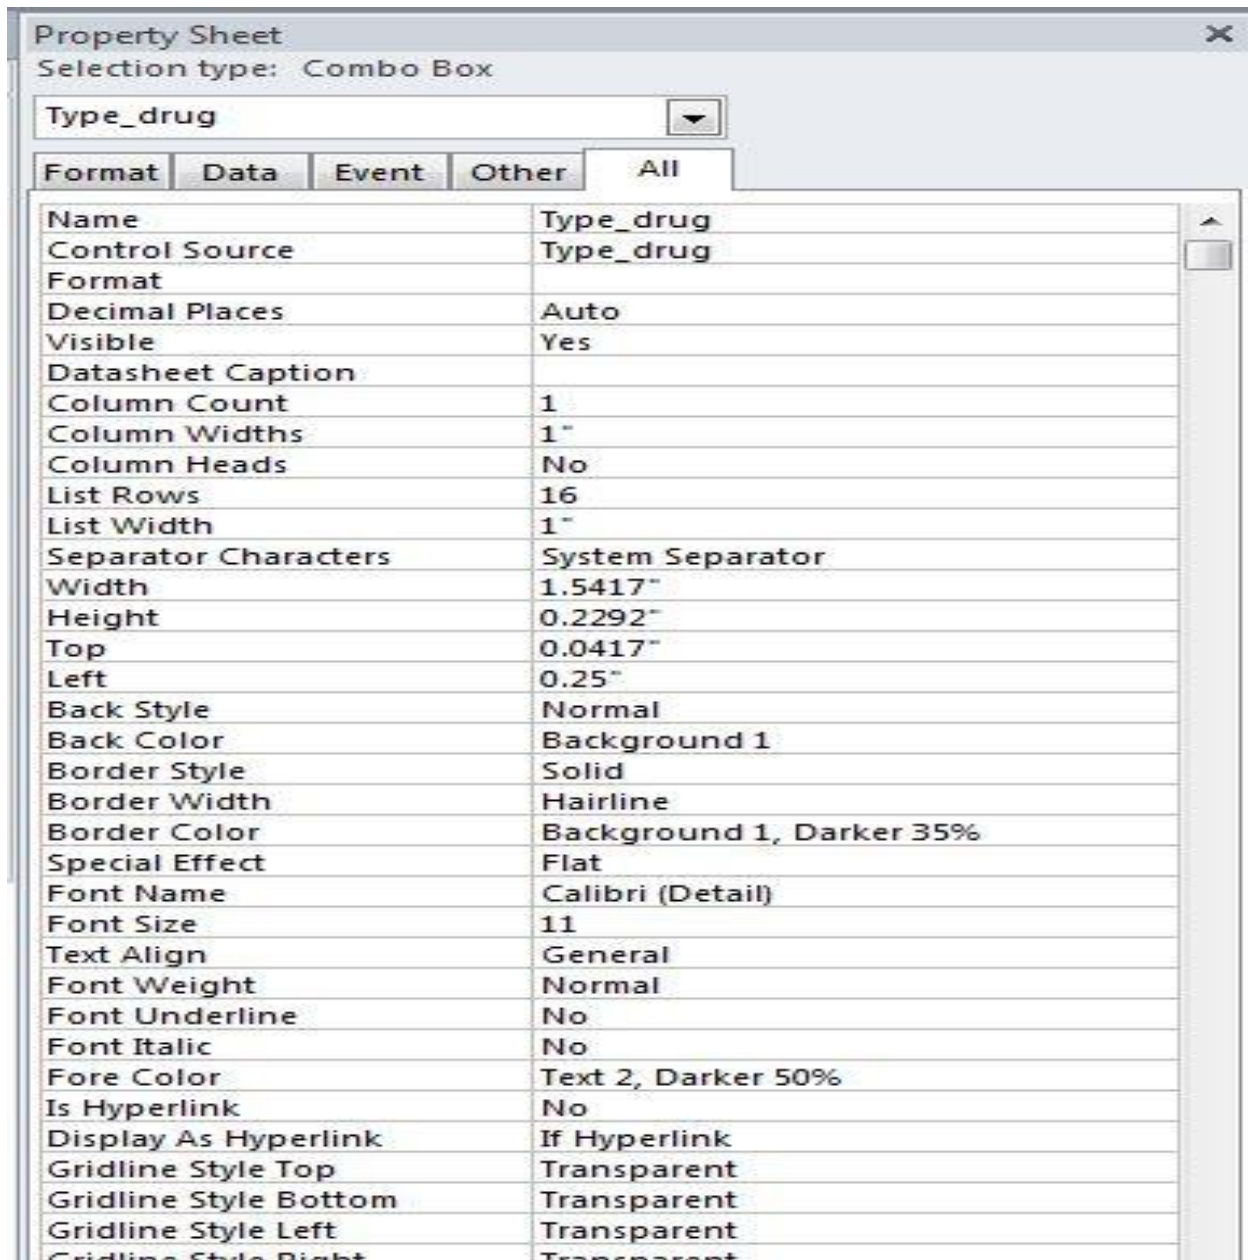 Property Sheet
Selection type: Combo Box
Type_drug
Format Data Event Other All
Name Type_drug
Control Source Type_drug
Format
Decimal Places Auto
Visible Yes
Datasheet Caption
Column Count 1
Column Widths 1"
Column Heads No
List Rows 16
List Width 1"
Separator Characters System Separator
Width 1.5417"
Height 0.2292"
Top 0.0417"
Left 0.25"
Back Style Normal
Back Color Background 1
Border Style Solid
Border Width Hairline
Border Color Background 1, Darker 35%
Special Effect Flat
Font Name Calibri (Detail)
Font Size 11
Text Align General
Font Weight Normal
Font Underline No
Font Italic No
Fore Color Text 2, Darker 50%
Is Hyperlink No
Display As Hyperlink If Hyperlink
Gridline Style Top Transparent
Gridline Style Bottom Transparent
Gridline Style Left Transparent
Gridline Style Right Transparent